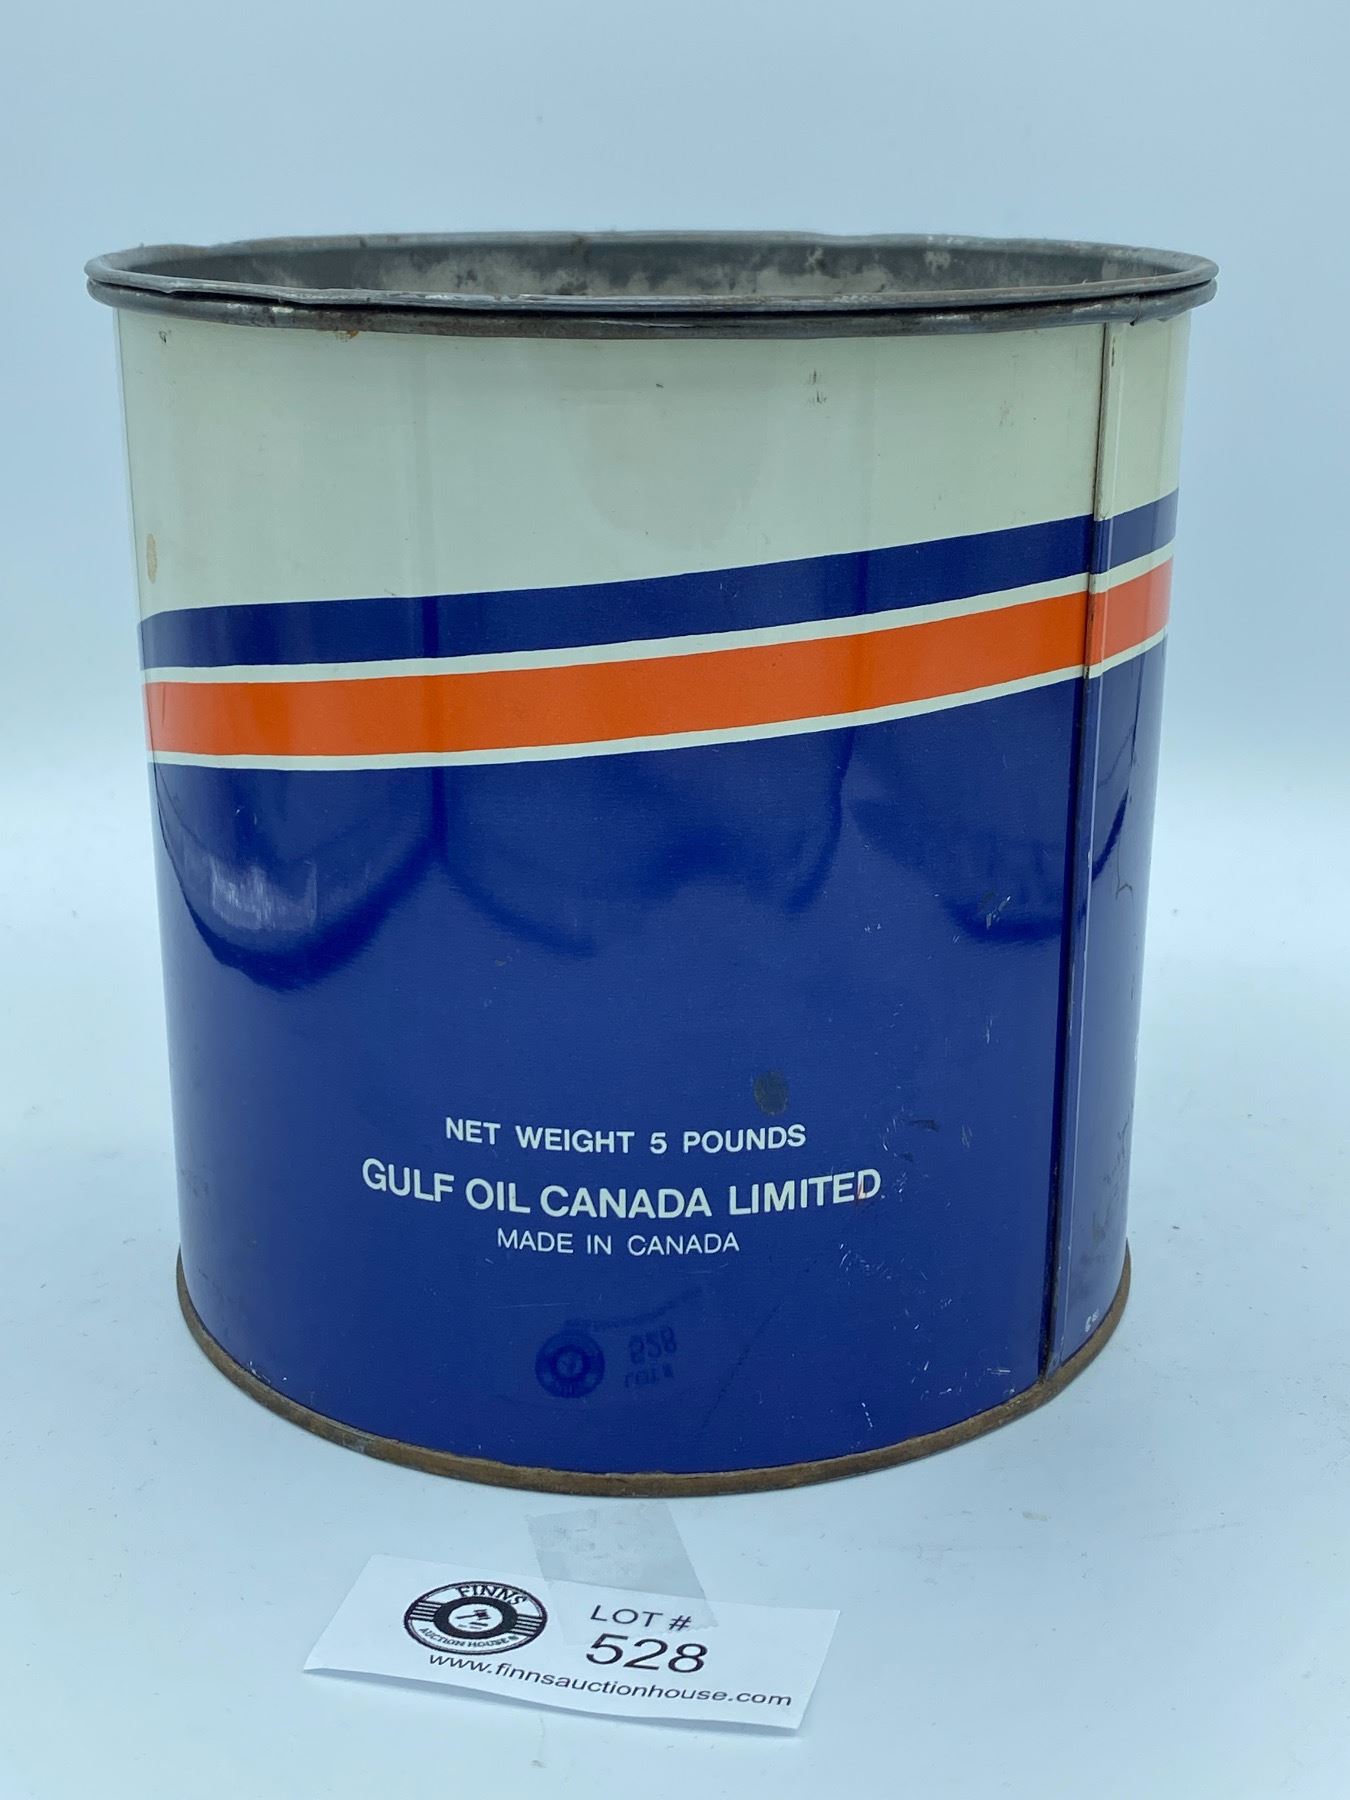 NET WEIGHT 5 POUNDS
GULF OIL CANADA LIMITED
MADE IN CANADA
FINNS
AUCTION HOUSE
LOT #
528
www.finnsauctionhouse.com